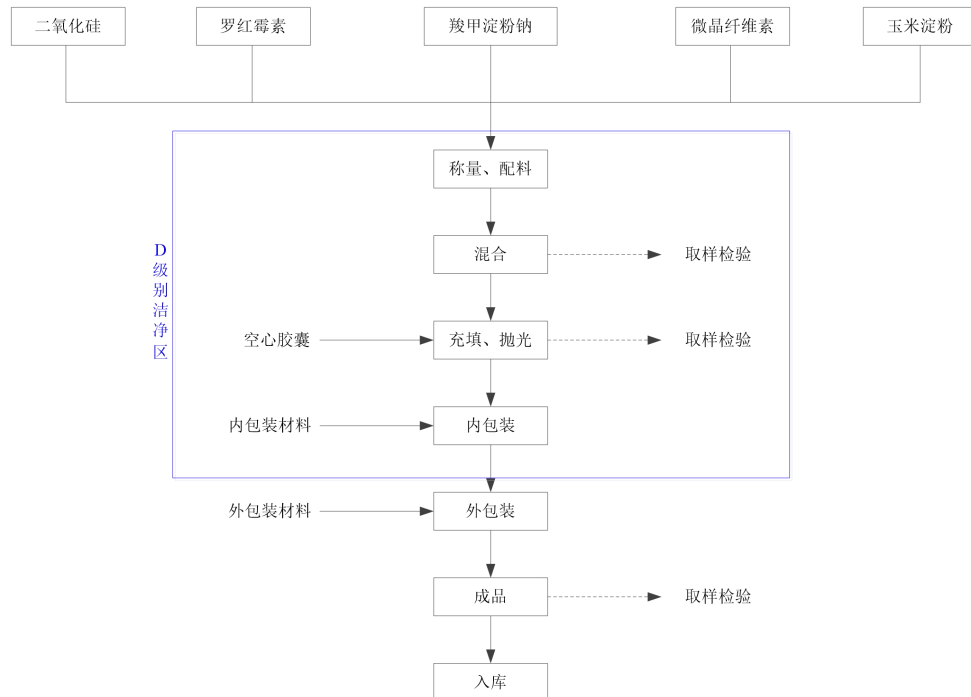 二氧化硅
罗红霉素
羧甲淀粉钠
微晶纤维素
玉米淀粉
称量、配料
混合
取样检验
D级别洁净区
空心胶囊
充填、抛光
取样检验
内包装材料
内包装
外包装材料
外包装
成品
取样检验
入库